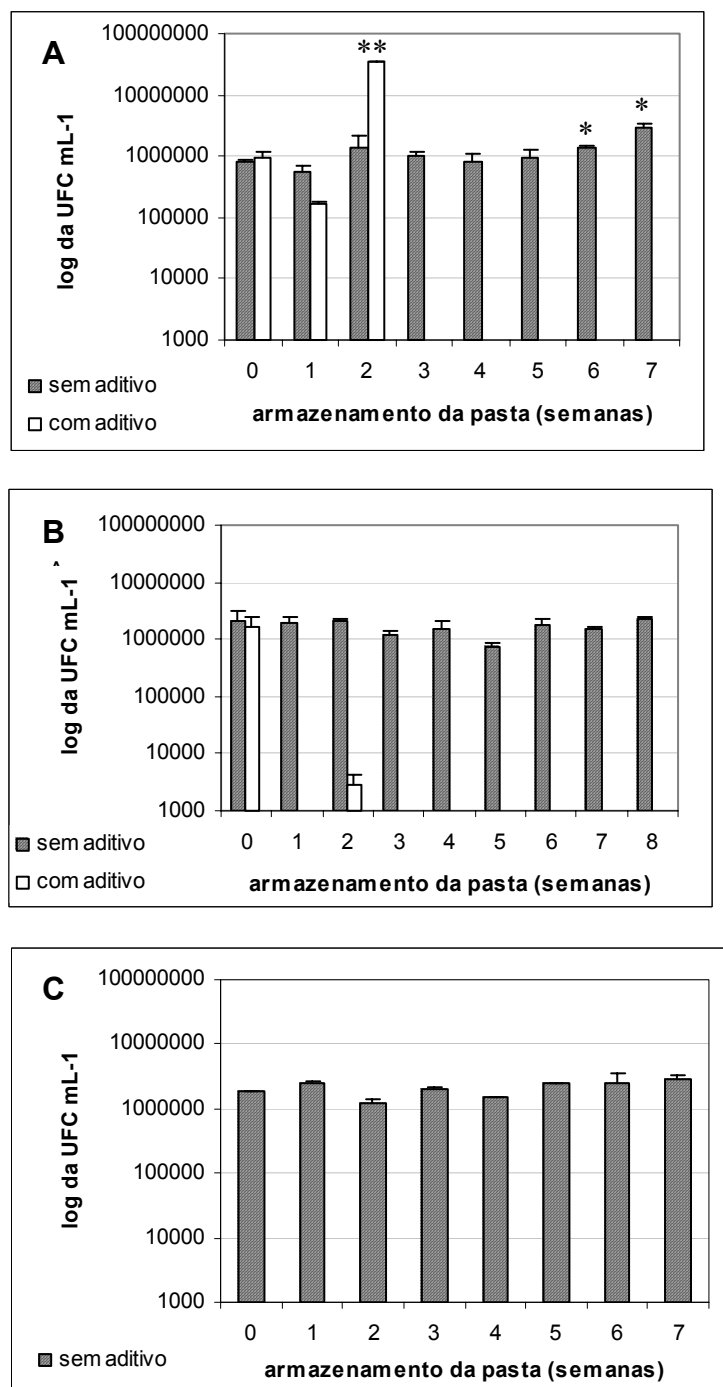 A
log da UFC mL-1
100000000
10000000
1000000
100000
10000
1000
**
*
*
0 1 2 3 4 5 6 7
armazenamento da pasta (semanas)
sem aditivo
com aditivo
B
log da UFC mL-1
100000000
10000000
1000000
100000
10000
1000
0 1 2 3 4 5 6 7 8
armazenamento da pasta (semanas)
sem aditivo
com aditivo
C
log da UFC mL-1
100000000
10000000
1000000
100000
10000
1000
0 1 2 3 4 5 6 7
armazenamento da pasta (semanas)
sem aditivo